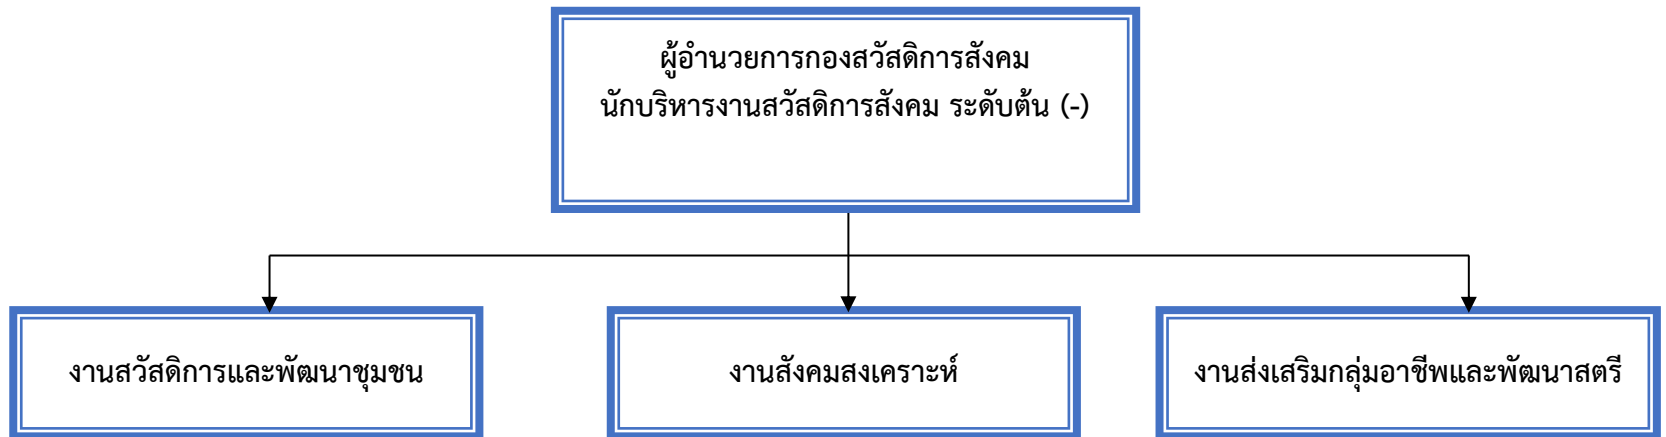 ผู้อำนวยการกองสวัสดิการสังคม
นักบริหารงานสวัสดิการสังคม ระดับต้น (-)
งานสวัสดิการและพัฒนาชุมชน
งานสังคมสงเคราะห์
งานส่งเสริมกลุ่มอาชีพและพัฒนาสตรี